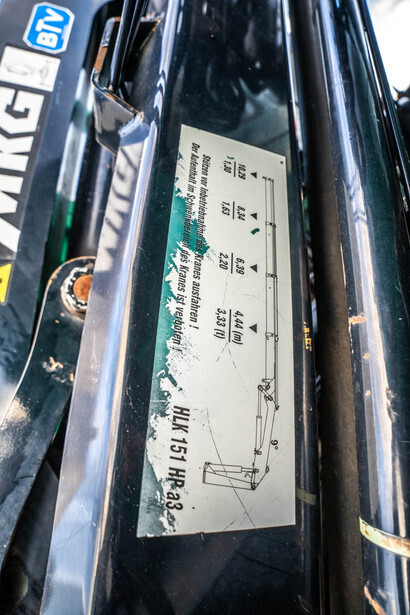 BTV
MKG
10,29
8,34
6,39
4,44 (m)
1,30
1,63
2,20
3,33 (t)
9°
Stützen vor Inbetriebnahme des Kranes ausfahren !
Der Aufenthalt im Schwenkbereich des Kranes ist verboten !
HLK 151 HP a3